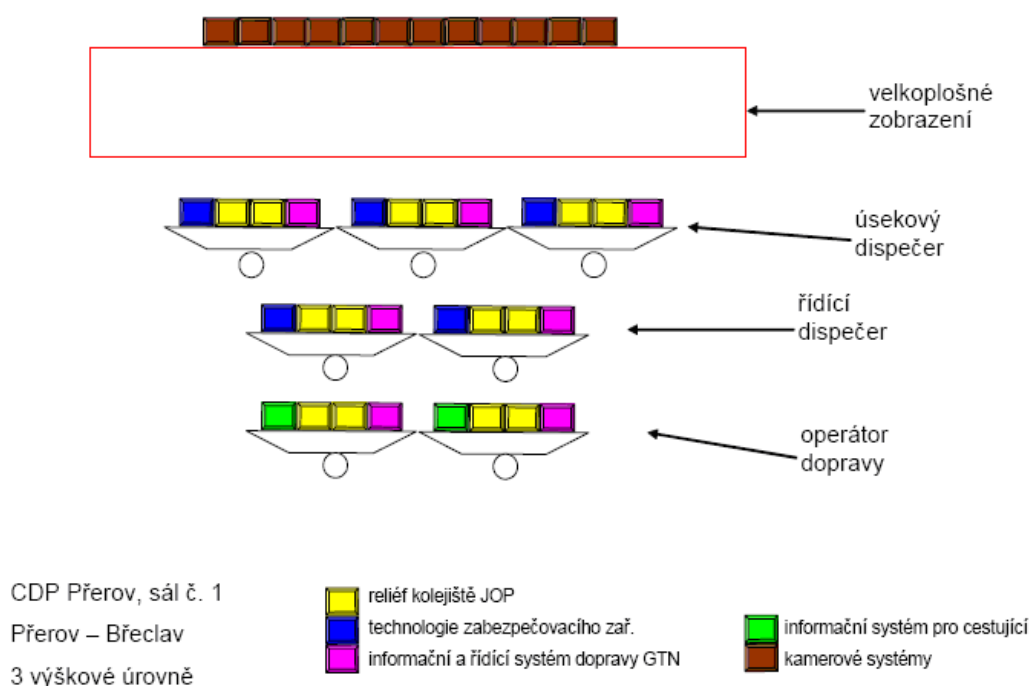 velkoplošné
zobrazení
úsekový
dispečer
řídící
dispečer
operátor
dopravy
CDP Přerov, sál č. 1
Přerov – Břeclav
3 výškové úrovně
reliéf kolejiště JOP
technologie zabezpečovacího zař.
informační a řídící systém dopravy GTN
informační systém pro cestující
kamerové systémy